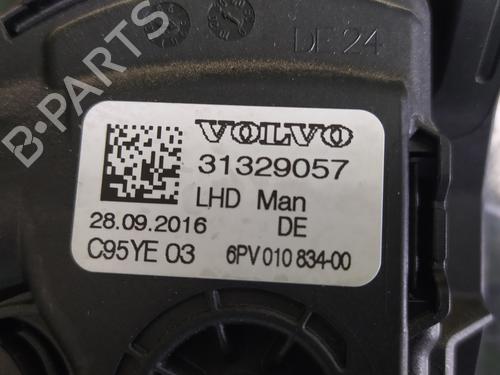 DE 24
B-PARTS
VOLVO
31329057
LHD Man
28.09.2016 DE
C95YE 03 6PV 010 834-00